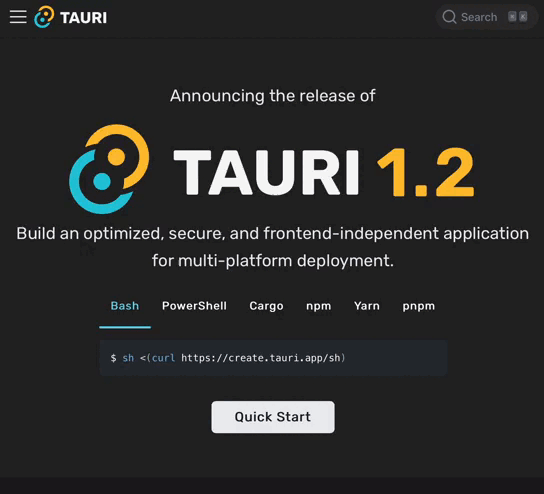 TAURI
Search
Announcing the release of
TAURI 1.2
Build an optimized, secure, and frontend-independent application
for multi-platform deployment.
Bash PowerShell Cargo npm Yarn pnpm
$ sh <(curl https://create.tauri.app/sh)
Quick Start